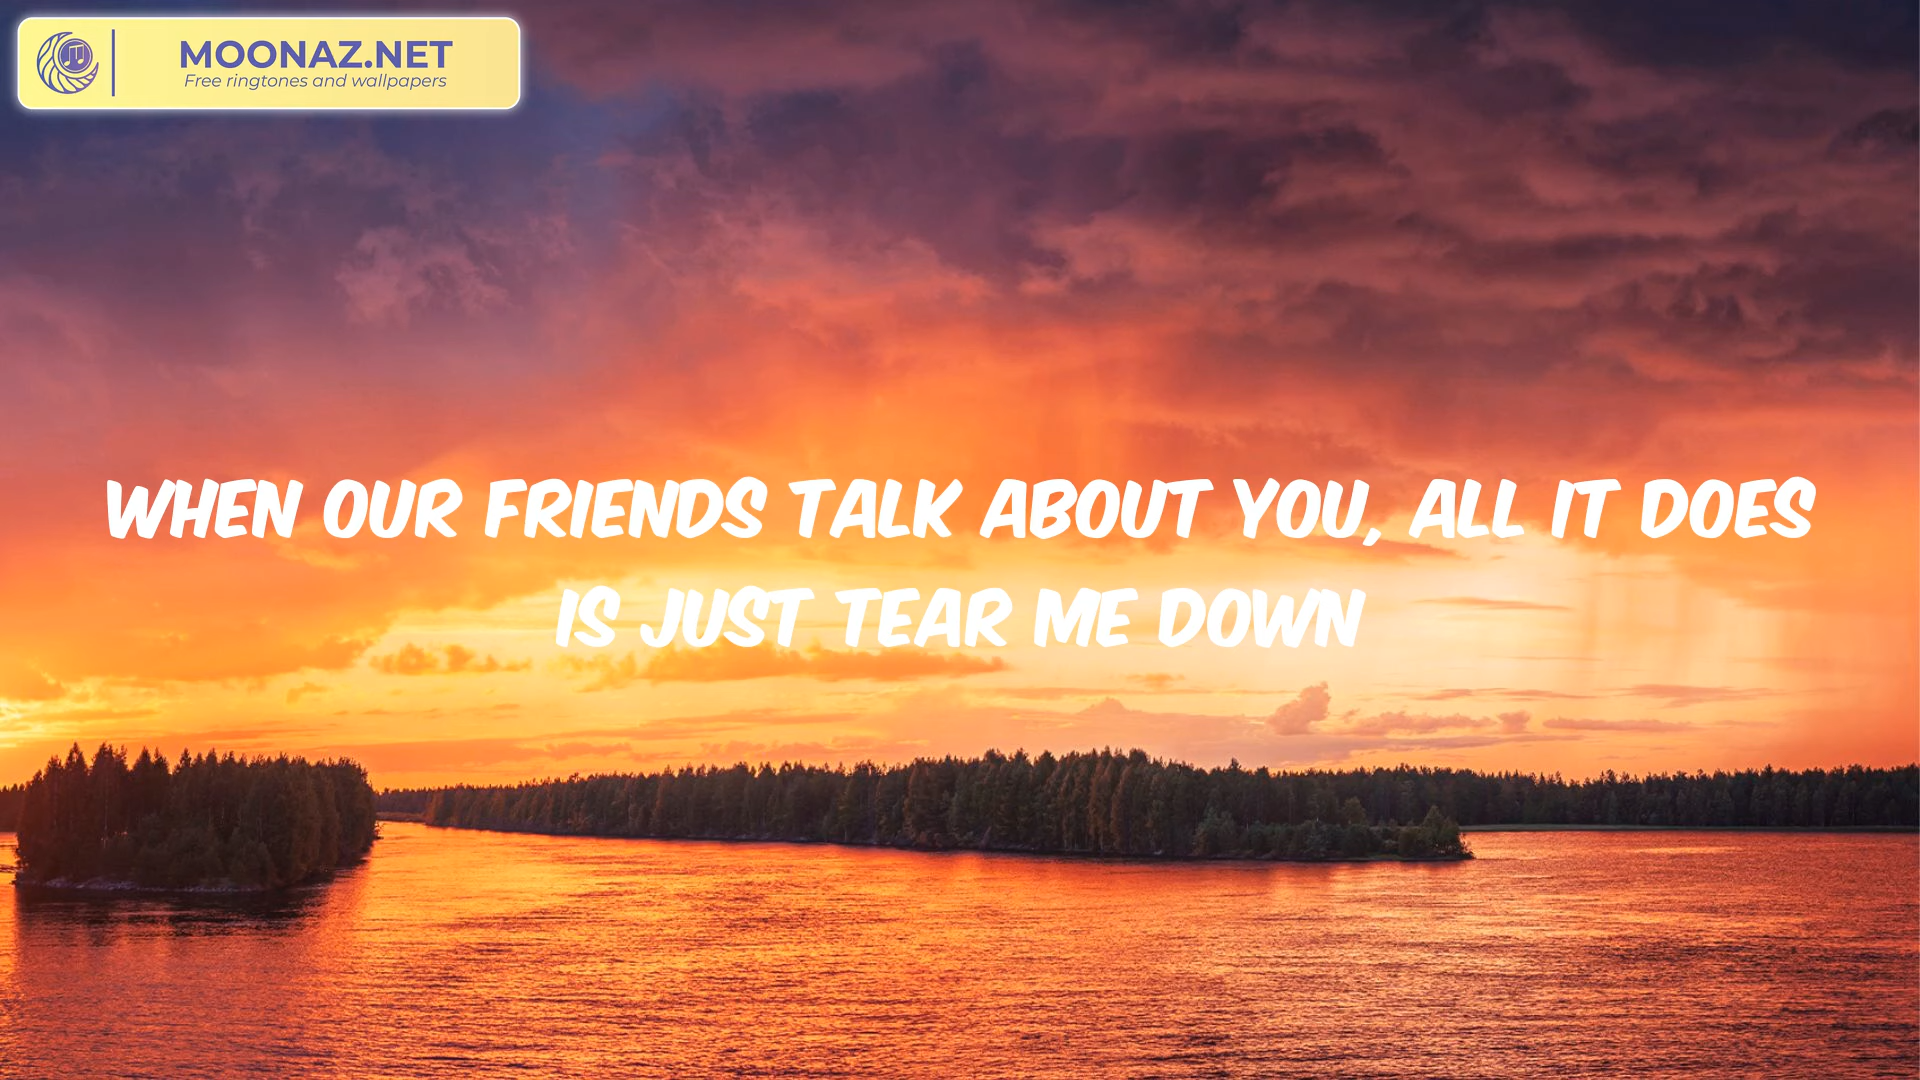 MOONAZ.NET
Free ringtones and wallpapers
WHEN OUR FRIENDS TALK ABOUT YOU, ALL IT DOES
IS JUST TEAR ME DOWN